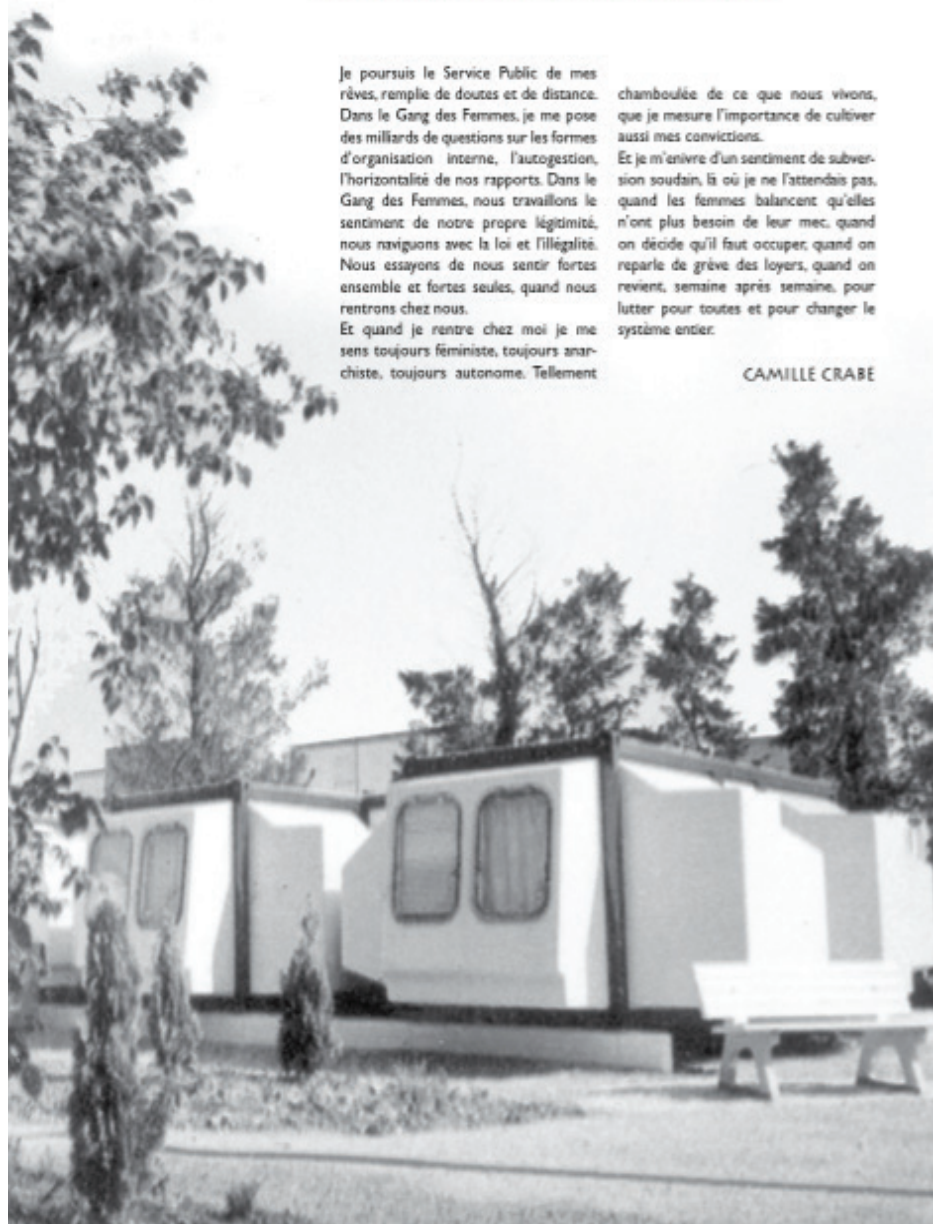 Je poursuis le Service Public de mes
rêves, remplie de doutes et de distance.
Dans le Gang des Femmes, je me pose
des milliards de questions sur les formes
d'organisation interne, l'autogestion,
l'horizontalité de nos rapports. Dans le
Gang des Femmes, nous travaillons le
sentiment de notre propre légitimité,
nous naviguons avec la loi et l'illégalité.
Nous essayons de nous sentir fortes
ensemble et fortes seules, quand nous
rentrons chez nous.
Et quand je rentre chez moi je me
sens toujours féministe, toujours anar-
chiste, toujours autonome. Tellement
chamboulée de ce que nous vivons,
que je mesure l'importance de cultiver
aussi mes convictions.
Et je m'enivre d'un sentiment de subver-
sion soudain, là où je ne l'attendais pas,
quand les femmes balancent qu'elles
n'ont plus besoin de leur mec, quand
on décide qu'il faut occuper, quand on
reparle de grève des loyers, quand on
revient, semaine après semaine, pour
lutter pour toutes et pour changer le
système entier.
CAMILLE CRABE